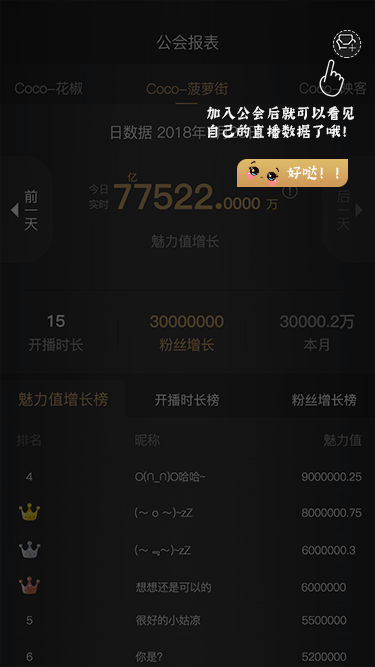 公会报表
Coco-花椒
Coco-菠萝街
映客
加入公会后就可以看见
自己的直播数据了哦!
日数据 2018年
好哒!!
前一天
后一天
今日
实时
亿
77522.0000 万
魅力值增长
15
30000000
30000.2万
开播时长
粉丝增长
本月
魅力值增长榜
开播时长榜
粉丝增长榜
排名
昵称
魅力值
4 O(∩_∩)O哈哈~ 9000000.25
(～ o ～)~zZ 8000000.75
(～﹃～)~zZ 6000000.3
想想还是可以的 6000000
5 很好的小姑凉 5500000
6 你是? 5200000